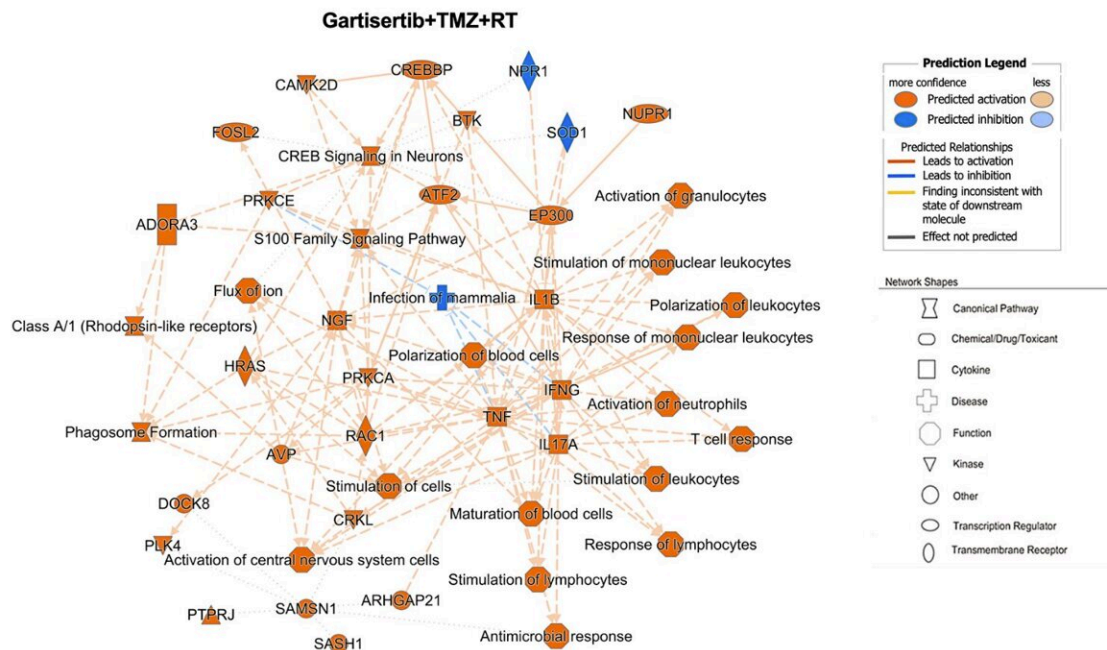 Gartisertib+TMZ+RT
CREBBP
NPR1
CAMK2D
NUPR1
BTK
FOSL2
SOD1
CREB Signaling in Neurons
ATF2
Activation of granulocytes
PRKCE
EP300
ADORA3
S100 Family Signaling Pathway
Stimulation of mononuclear leukocytes
Flux of ion
Infection of mammalia
IL1B
Polarization of leukocytes
Class A/1 (Rhodopsin-like receptors)
NGF
Response of mononuclear leukocytes
Polarization of blood cells
HRAS
PRKCA
IFNG
Activation of neutrophils
TNF
Phagosome Formation
RAC1
IL17A
T cell response
AVP
Stimulation of cells
Stimulation of leukocytes
DOCK8
CRKL
Maturation of blood cells
PLK4
Response of lymphocytes
Activation of central nervous system cells
Stimulation of lymphocytes
ARHGAP21
PTPRJ
SAMSN1
SASH1
Antimicrobial response
Prediction Legend
more confidence less
Predicted activation
Predicted inhibition
Predicted Relationships
Leads to activation
Leads to inhibition
Finding inconsistent with
state of downstream
molecule
Effect not predicted
Network Shapes
Canonical Pathway
Chemical/Drug/Toxicant
Cytokine
Disease
Function
Kinase
Other
Transcription Regulator
Transmembrane Receptor